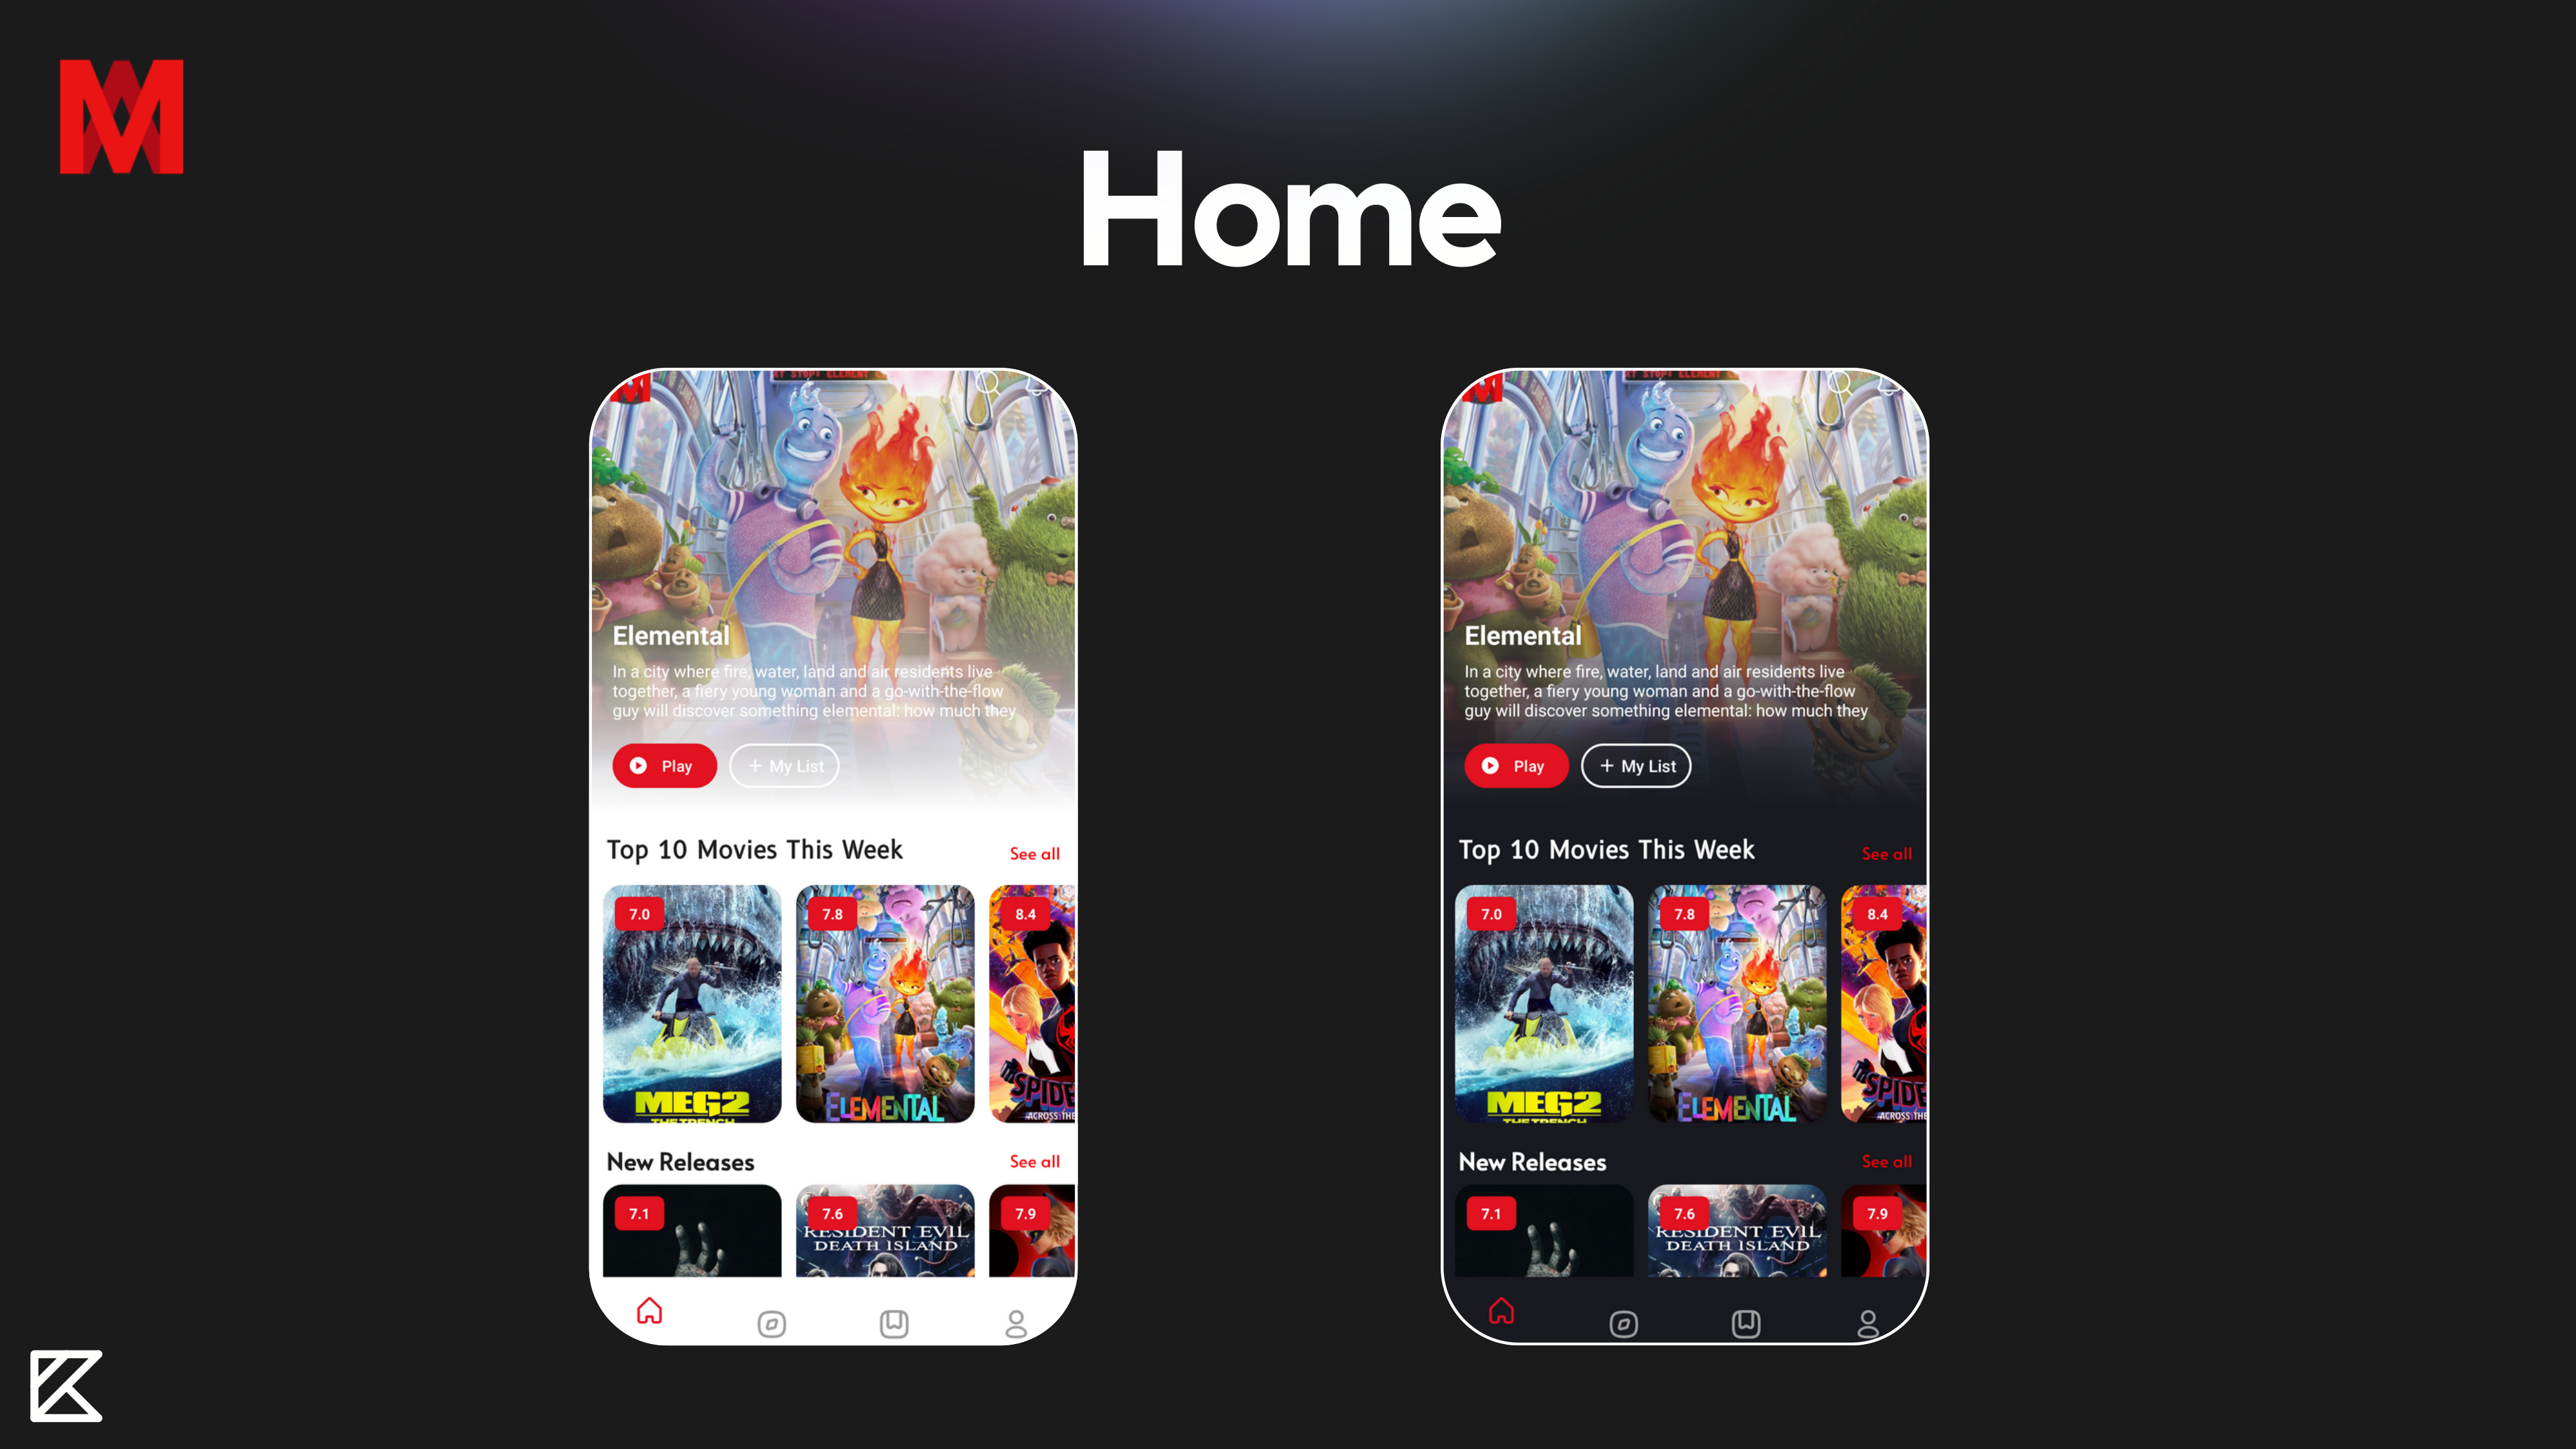 M
Home
Elemental
In a city where fire, water, land and air residents live
together, a fiery young woman and a go-with-the-flow
guy will discover something elemental: how much they
Play
+ My List
Top 10 Movies This Week
See all
7.0
7.8
8.4
MEG2
THE TRENCH
ELEMENTAL
SPIDE
ACROSS THE
New Releases
See all
7.1
7.6
7.9
RESIDENT EVIL
DEATH ISLAND
Elemental
In a city where fire, water, land and air residents live
together, a fiery young woman and a go-with-the-flow
guy will discover something elemental: how much they
Play
+ My List
Top 10 Movies This Week
See all
7.0
7.8
8.4
MEG2
THE TRENCH
ELEMENTAL
SPIDE
ACROSS THE
New Releases
See all
7.1
7.6
7.9
RESIDENT EVIL
DEATH ISLAND